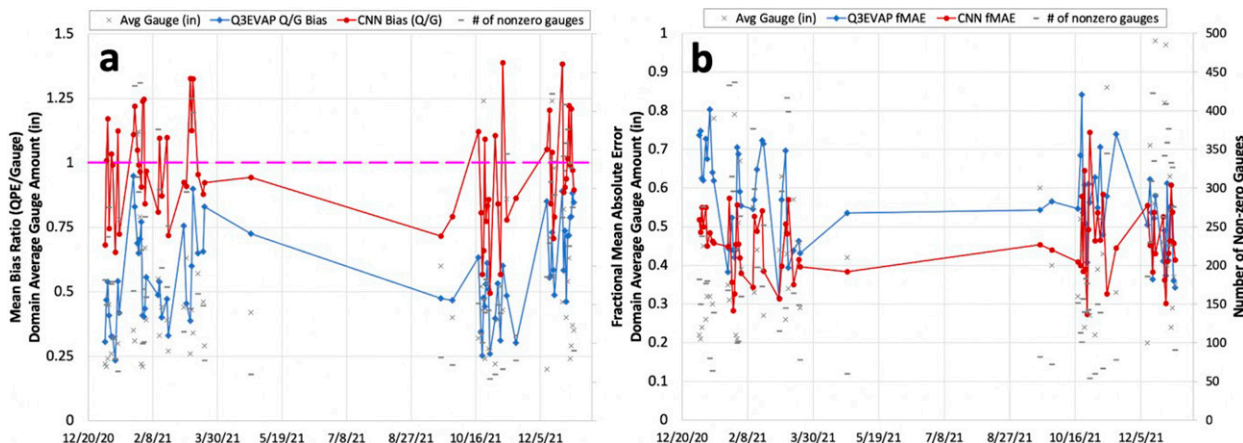 × Avg Gauge (in) Q3EVAP Q/G Bias CNN Bias (Q/G) – # of nonzero gauges
a
Mean Bias Ratio (QPE/Gauge)
Domain Average Gauge Amount (in)
1.5
1.25
1
0.75
0.5
0.25
0
12/20/20 2/8/21 3/30/21 5/19/21 7/8/21 8/27/21 10/16/21 12/5/21
× Avg Gauge (in) Q3EVAP fMAE CNN fMAE – # of nonzero gauges
b
Fractional Mean Absolute Error
Domain Average Gauge Amount (in)
1
0.9
0.8
0.7
0.6
0.5
0.4
0.3
0.2
0.1
0
12/20/20 2/8/21 3/30/21 5/19/21 7/8/21 8/27/21 10/16/21 12/5/21
500
450
400
350
300
250
200
150
100
50
0
Number of Non-zero Gauges